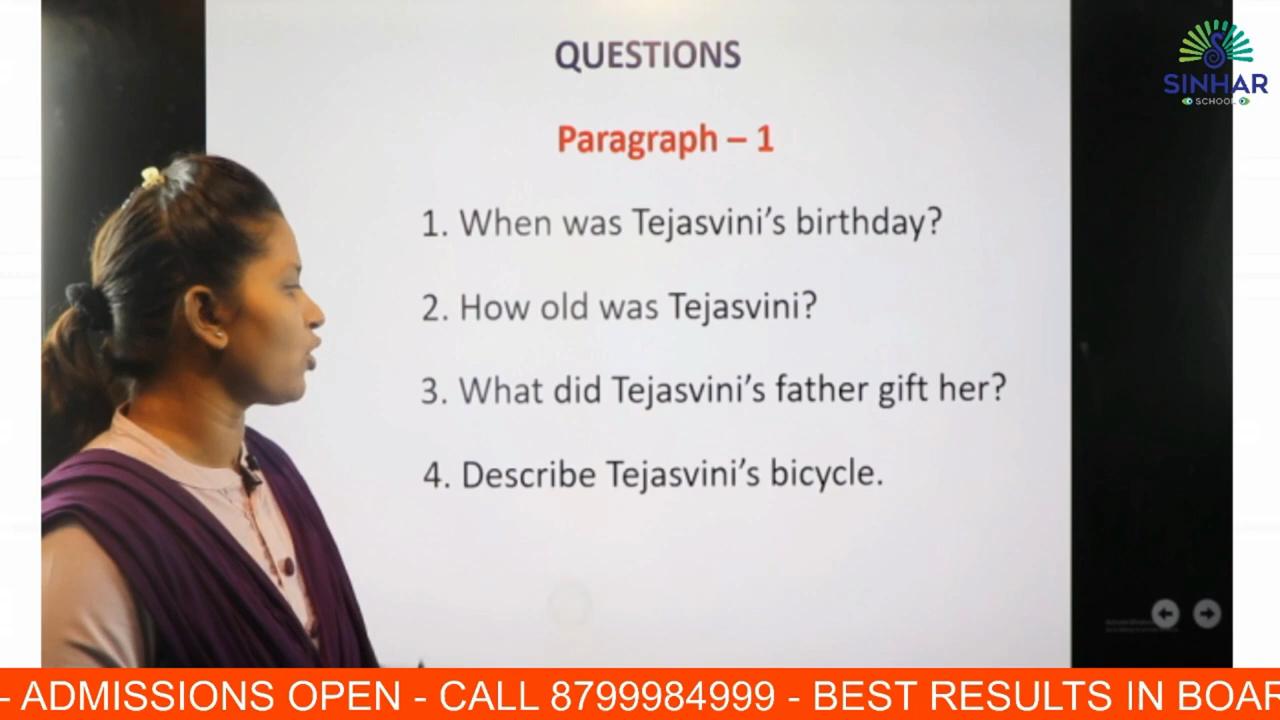 QUESTIONS
Paragraph – 1
1. When was Tejasvini’s birthday?
2. How old was Tejasvini?
3. What did Tejasvini’s father gift her?
4. Describe Tejasvini’s bicycle.
SINHAR
SCHOOL
- ADMISSIONS OPEN - CALL 8799984999 - BEST RESULTS IN BOAR